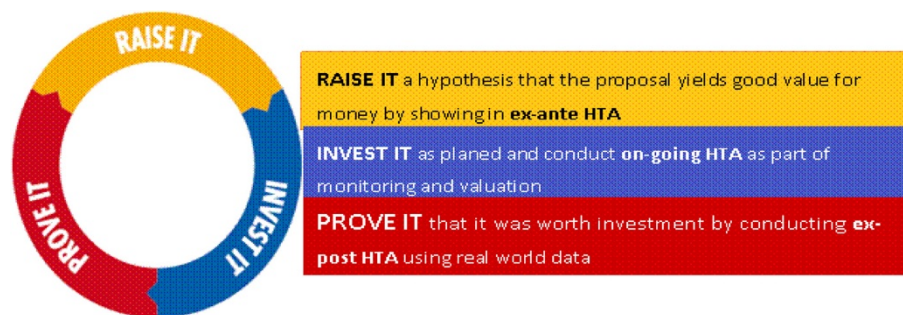 RAISE IT
INVEST IT
PROVE IT
RAISE IT a hypothesis that the proposal yields good value for
money by showing in ex-ante HTA
INVEST IT as planed and conduct on-going HTA as part of
monitoring and valuation
PROVE IT that it was worth investment by conducting ex-
post HTA using real world data